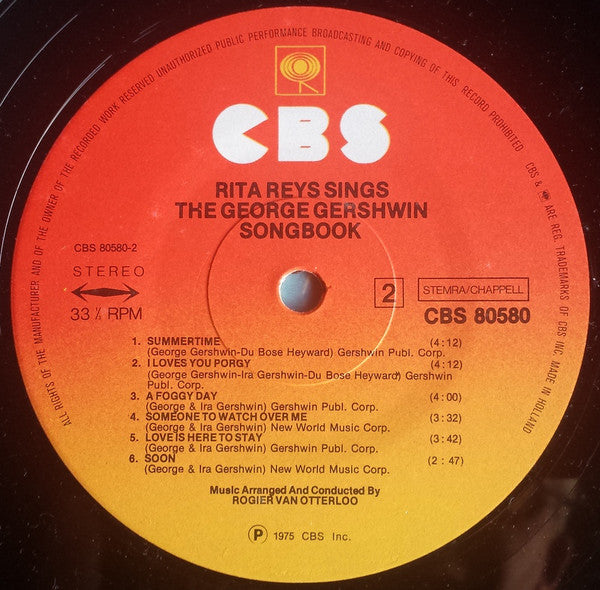 ALL RIGHTS OF THE MANUFACTURER AND OF THE OWNER OF THE RECORDED WORK RESERVED UNAUTHORIZED PUBLIC PERFORMANCE BROADCASTING AND COPYING OF THIS RECORD PROHIBITED CBS & ARE REG. TRADEMARKS OF CBS INC. MADE IN HOLLAND
CBS
RITA REYS SINGS
THE GEORGE GERSHWIN
SONGBOOK
CBS 80580-2
STEREO
33⅓ RPM
2
STEMRA/CHAPPELL
CBS 80580
1. SUMMERTIME (4:12)
(George Gershwin-Du Bose Heyward) Gershwin Publ. Corp.
2. I LOVES YOU PORGY (4:12)
(George Gershwin-Ira Gershwin-Du Bose Heyward) Gershwin
Publ. Corp.
3. A FOGGY DAY (4:00)
(George & Ira Gershwin) Gershwin Publ. Corp.
4. SOMEONE TO WATCH OVER ME (3:32)
(George & Ira Gershwin) New World Music Corp.
5. LOVE IS HERE TO STAY (3:42)
(George & Ira Gershwin) Gershwin Publ. Corp.
6. SOON (2:47)
(George & Ira Gershwin) New World Music Corp.
Music Arranged And Conducted By
ROGIER VAN OTTERLOO
Ⓟ 1975 CBS Inc.